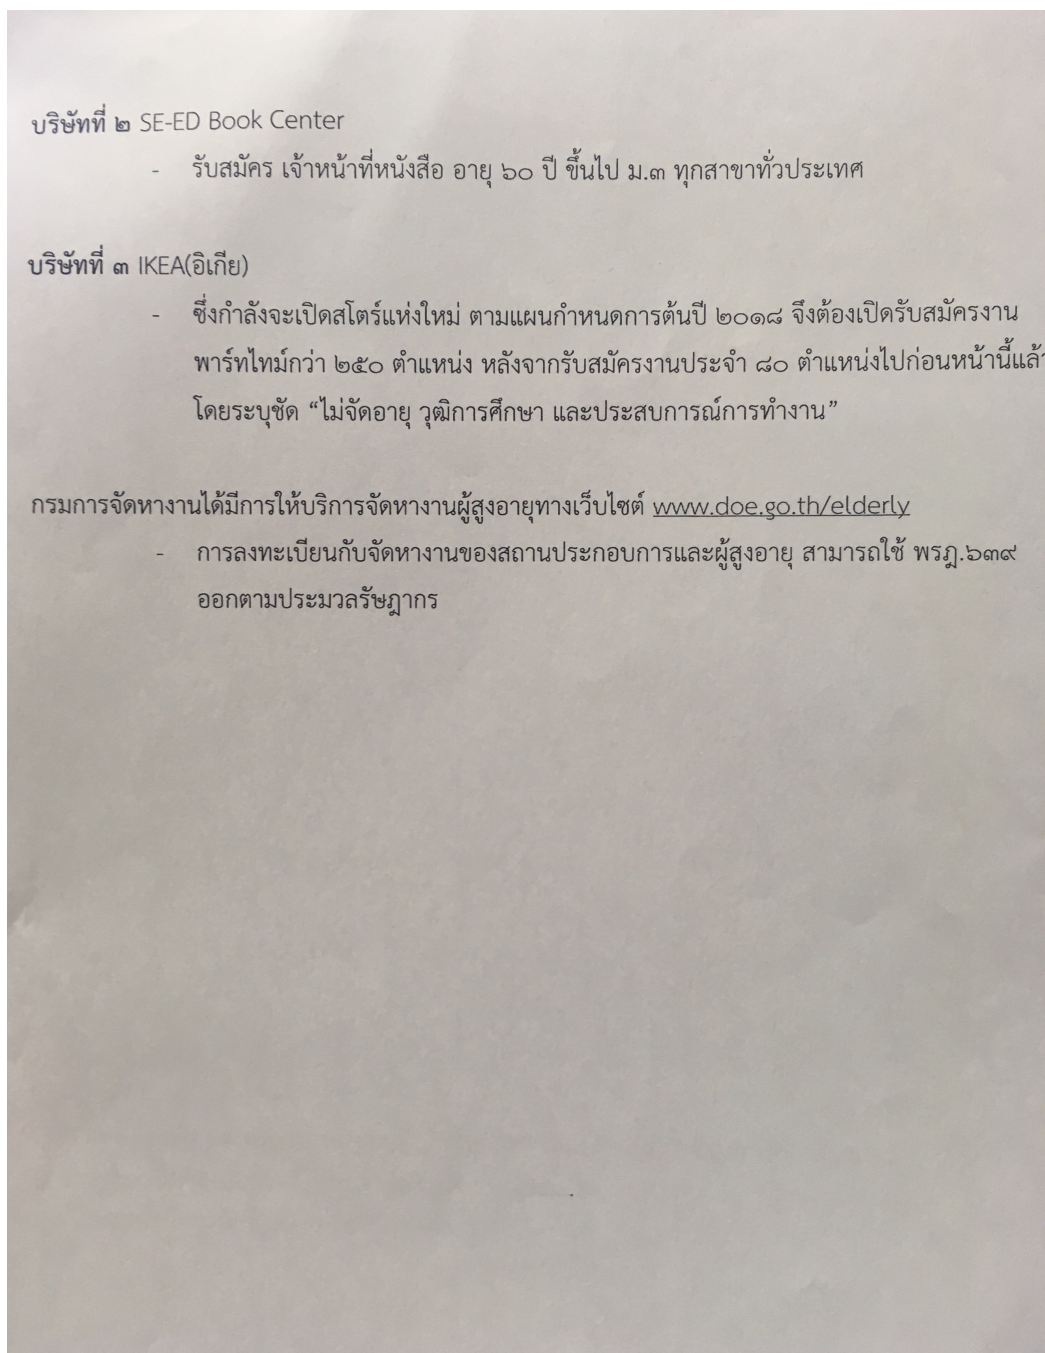 บริษัทที่ ๒ SE-ED Book Center
- รับสมัคร เจ้าหน้าที่หนังสือ อายุ ๖๐ ปี ขึ้นไป ม.๓ ทุกสาขาทั่วประเทศ
บริษัทที่ ๓ IKEA(อิเกีย)
- ซึ่งกำลังจะเปิดสโตร์แห่งใหม่ ตามแผนกำหนดการต้นปี ๒๐๑๘ จึงต้องเปิดรับสมัครงาน
พาร์ทไทม์กว่า ๒๕๐ ตำแหน่ง หลังจากรับสมัครงานประจำ ๘๐ ตำแหน่งไปก่อนหน้านี้แล้ว
โดยระบุชัด “ไม่จัดอายุ วุฒิการศึกษา และประสบการณ์การทำงาน”
กรมการจัดหางานได้มีการให้บริการจัดหางานผู้สูงอายุทางเว็บไซต์ www.doe.go.th/elderly
- การลงทะเบียนกับจัดหางานของสถานประกอบการและผู้สูงอายุ สามารถใช้ พรฎ.๖๓๙
ออกตามประมวลรัษฎากร